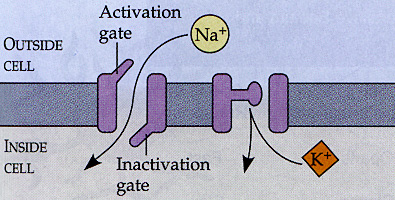 Activation
gate
Na+
OUTSIDE
CELL
INSIDE
CELL
Inactivation
gate
K+